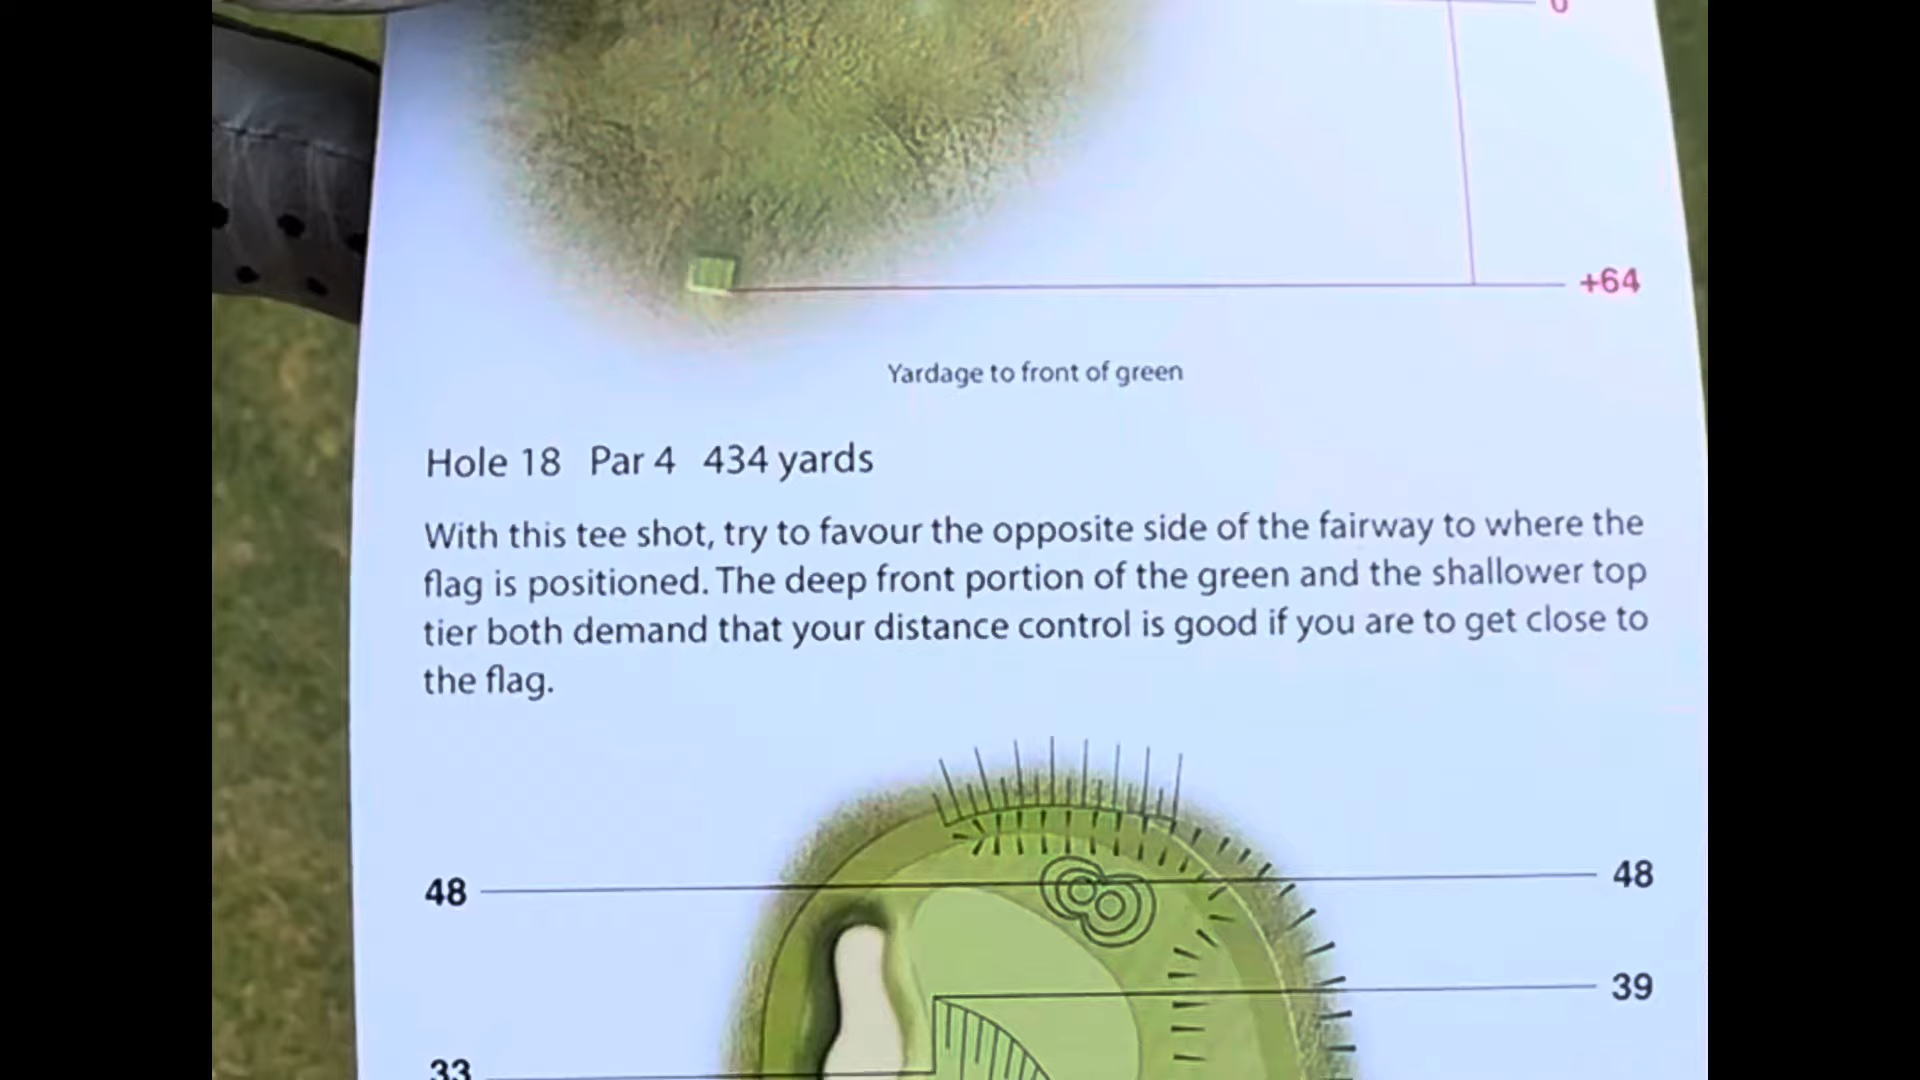 0
+64
Yardage to front of green
Hole 18 Par 4 434 yards
With this tee shot, try to favour the opposite side of the fairway to where the
flag is positioned. The deep front portion of the green and the shallower top
tier both demand that your distance control is good if you are to get close to
the flag.
48 48
39
33